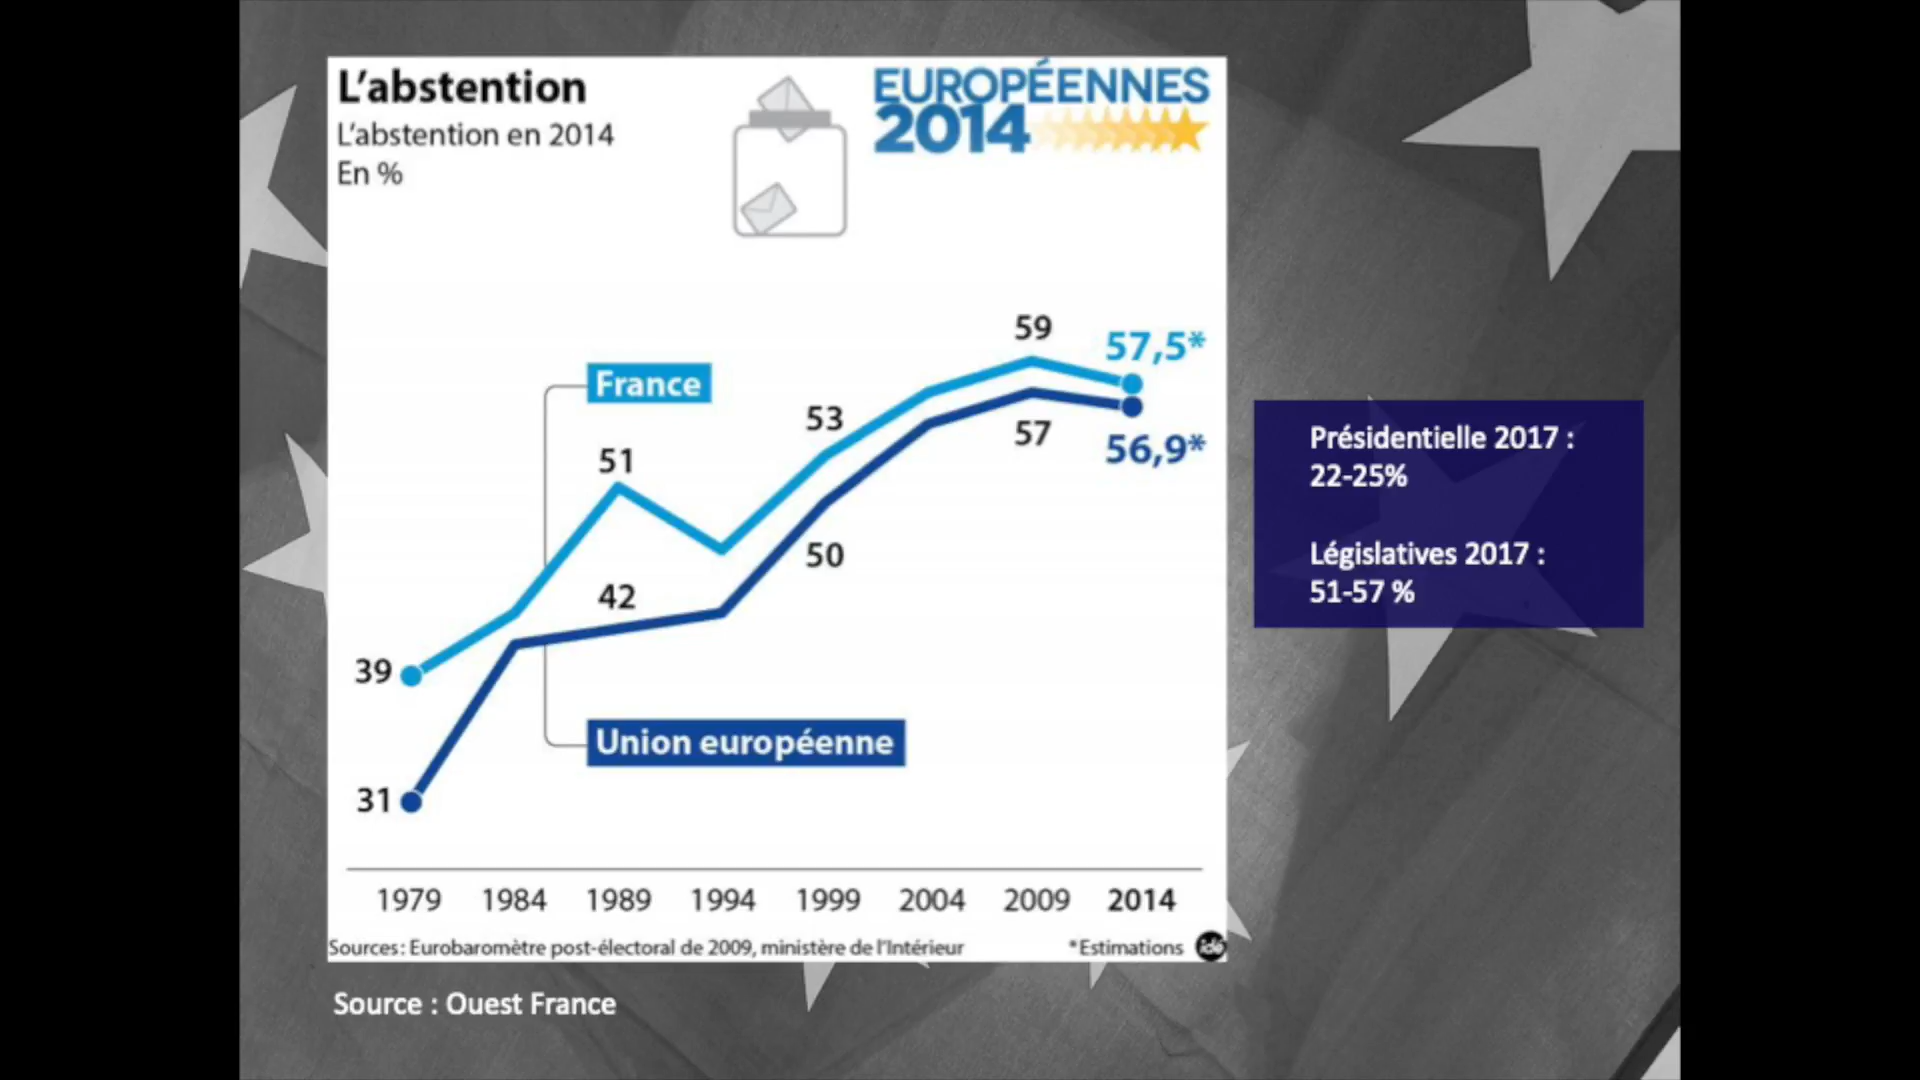 L'abstention
L'abstention en 2014
En %
EUROPÉENNES
2014
59
57,5*
France
53
51
57
56,9*
50
42
39
Union européenne
31
1979 1984 1989 1994 1999 2004 2009 2014
Sources: Eurobaromètre post-électoral de 2009, ministère de l'Intérieur
*Estimations
idé
Source : Ouest France
Présidentielle 2017 :
22-25%
Législatives 2017 :
51-57 %